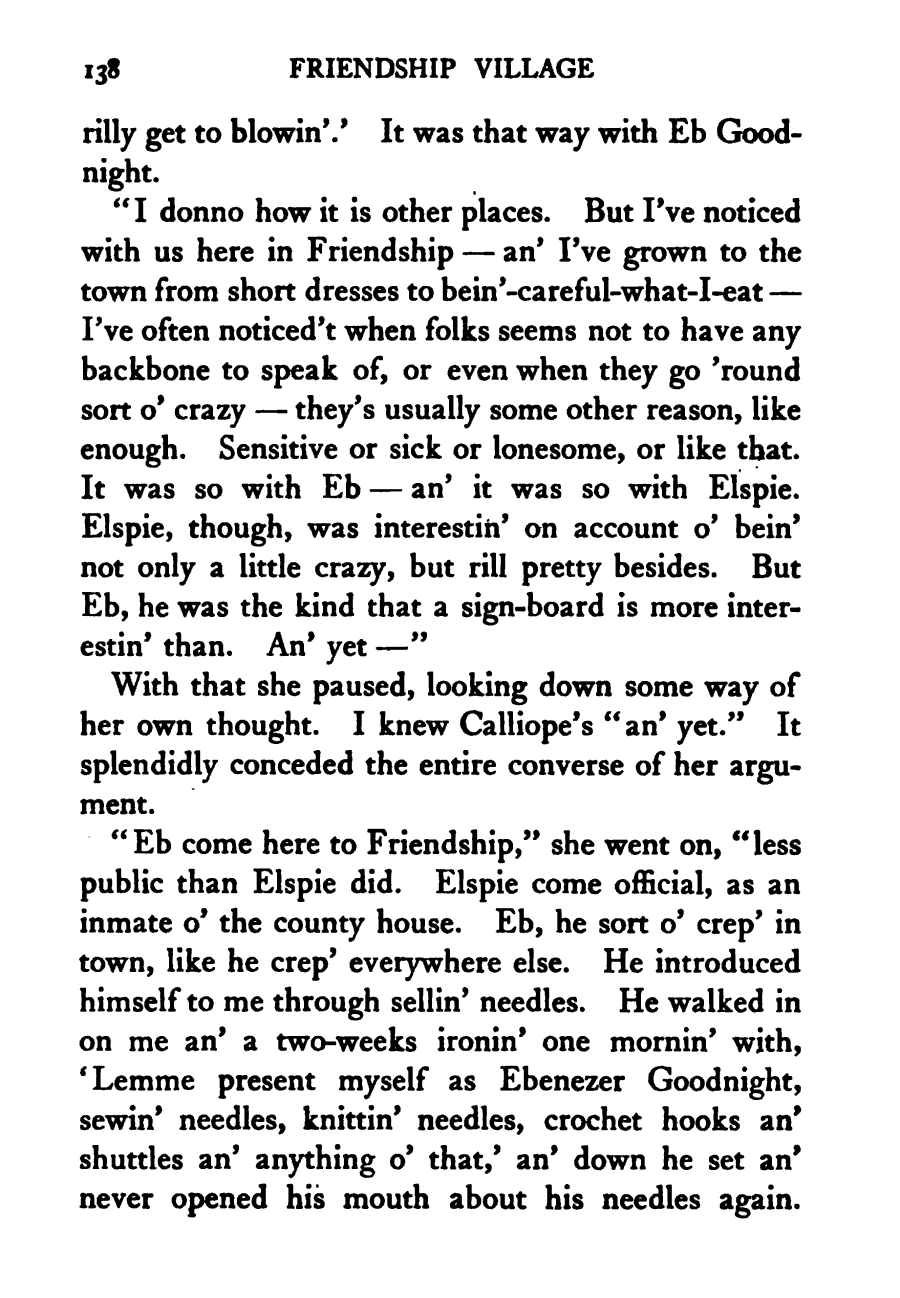 138 FRIENDSHIP VILLAGE
rilly get to blowin'.' It was that way with Eb Good-
night.
"I donno how it is other places. But I've noticed
with us here in Friendship — an' I've grown to the
town from short dresses to bein'-careful-what-I-eat —
I've often noticed't when folks seems not to have any
backbone to speak of, or even when they go 'round
sort o' crazy — they's usually some other reason, like
enough. Sensitive or sick or lonesome, or like that.
It was so with Eb — an' it was so with Elspie.
Elspie, though, was interestin' on account o' bein'
not only a little crazy, but rill pretty besides. But
Eb, he was the kind that a sign-board is more inter-
estin' than. An' yet —"
With that she paused, looking down some way of
her own thought. I knew Calliope's "an' yet." It
splendidly conceded the entire converse of her argu-
ment.
"Eb come here to Friendship," she went on, "less
public than Elspie did. Elspie come official, as an
inmate o' the county house. Eb, he sort o' crep' in
town, like he crep' everywhere else. He introduced
himself to me through sellin' needles. He walked in
on me an' a two-weeks ironin' one mornin' with,
'Lemme present myself as Ebenezer Goodnight,
sewin' needles, knittin' needles, crochet hooks an'
shuttles an' anything o' that,' an' down he set an'
never opened his mouth about his needles again.